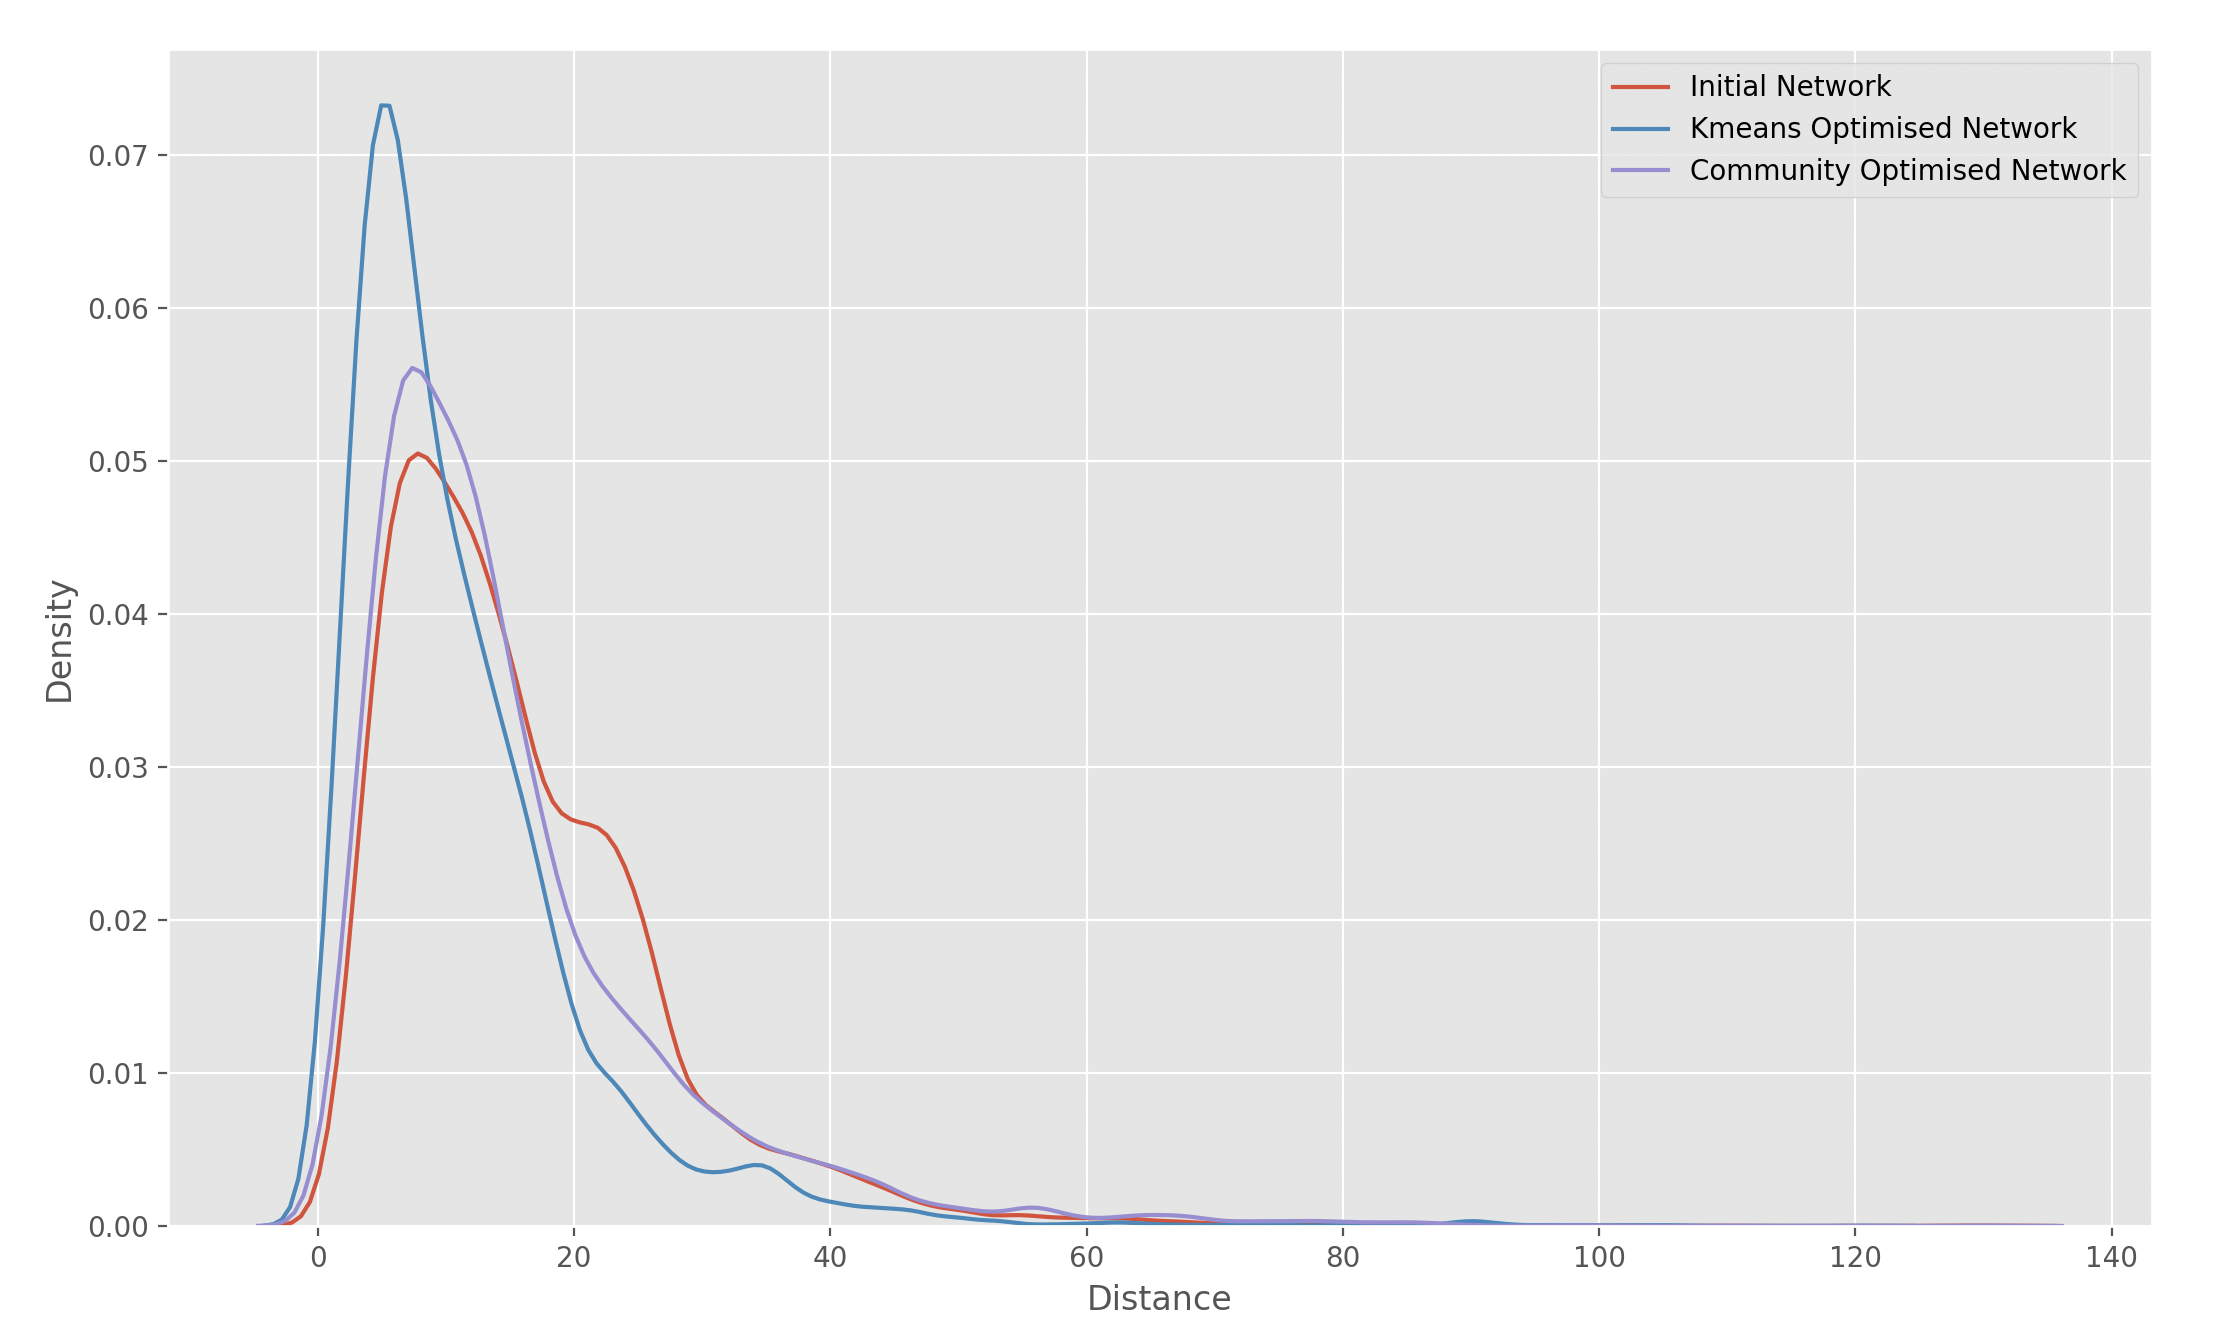 Initial Network
Kmeans Optimised Network
Community Optimised Network
0.07
0.06
0.05
0.04
0.03
0.02
0.01
0.00
Density
0 20 40 60 80 100 120 140
Distance